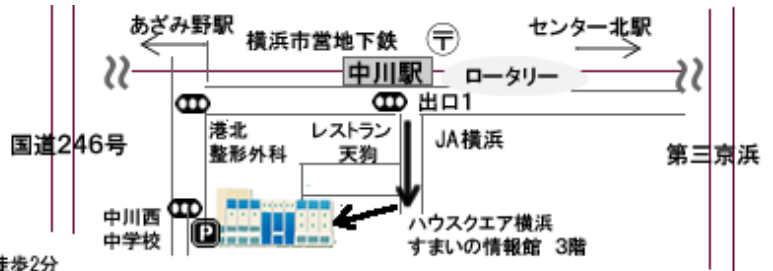 あざみ野駅
横浜市営地下鉄
〒
センター北駅
中川駅
ロータリー
出口1
国道246号
港北
整形外科
レストラン
天狗
JA横浜
第三京浜
中川西
中学校
P
ハウスクエア横浜
すまいの情報館 3階
徒歩2分